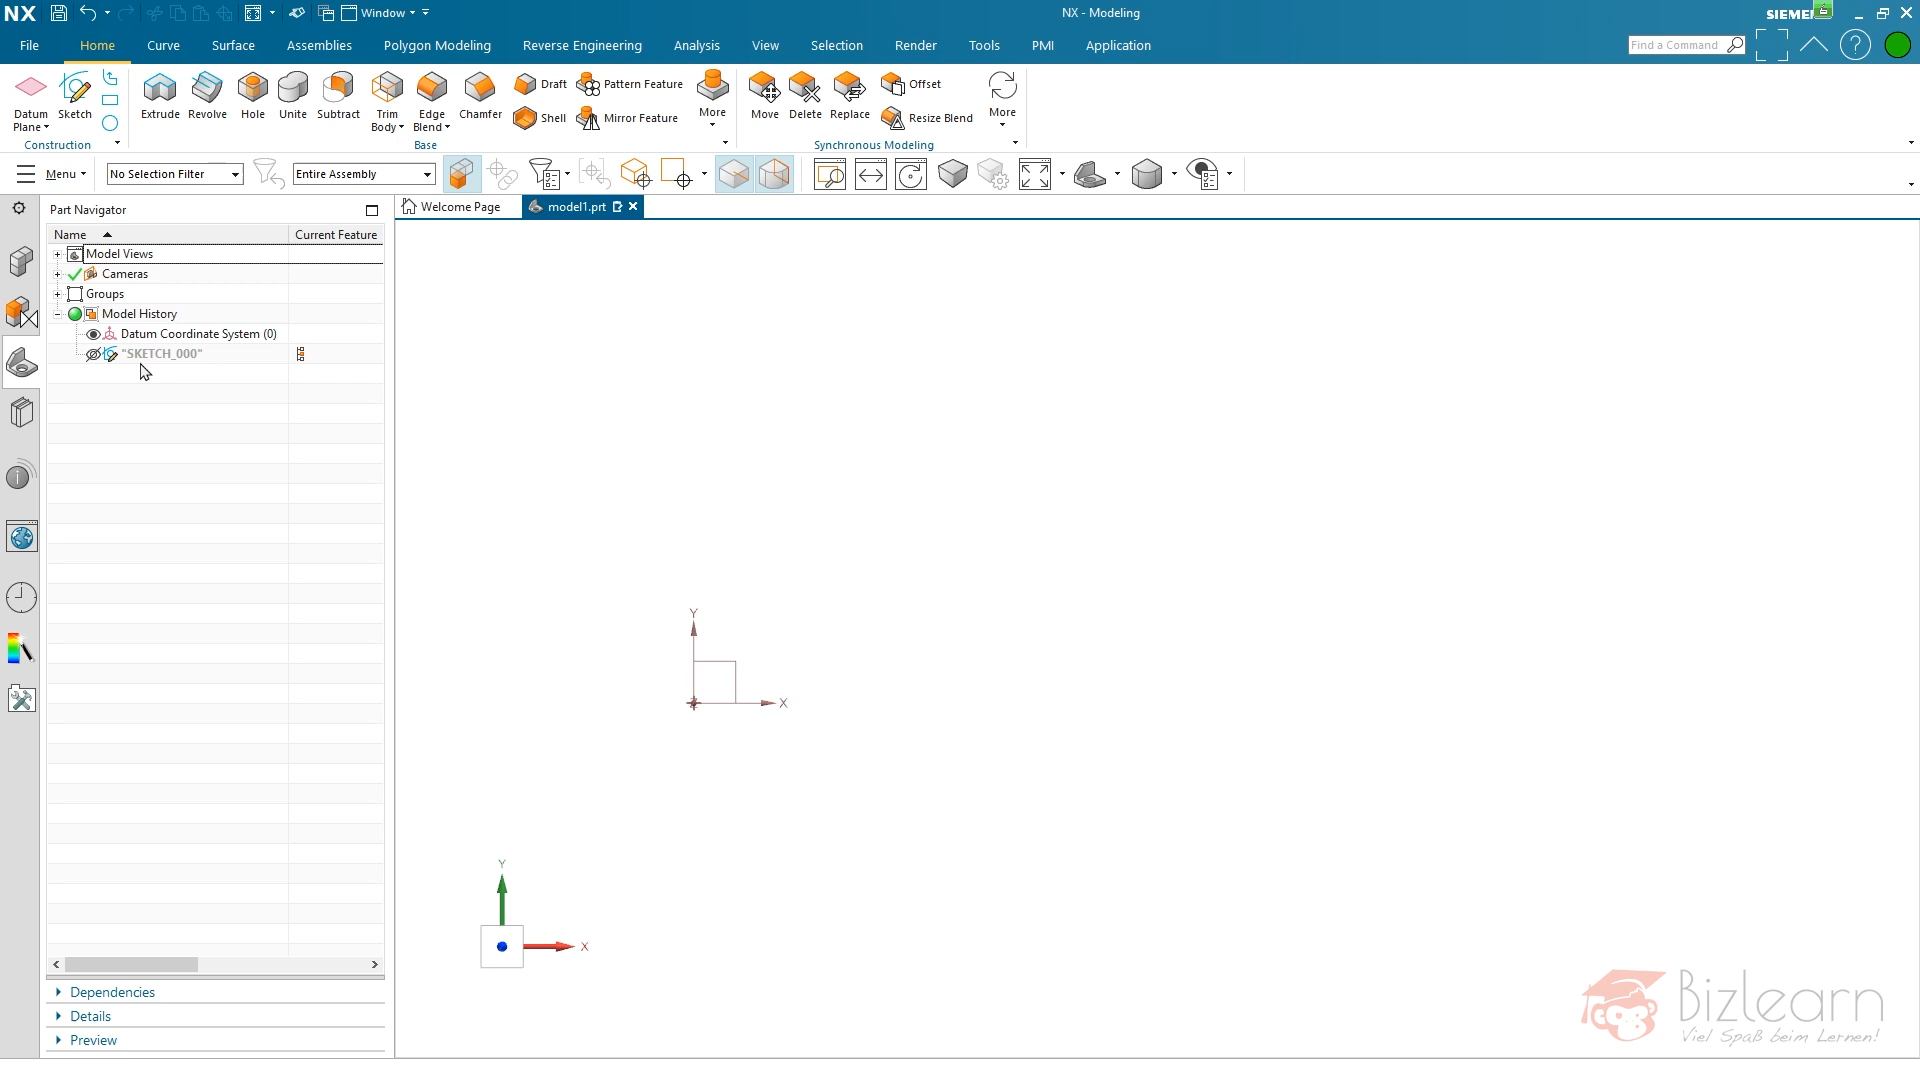 NX
Window
NX - Modeling
SIEME
File
Home
Curve
Surface
Assemblies
Polygon Modeling
Reverse Engineering
Analysis
View
Selection
Render
Tools
PMI
Application
Find a Command
Datum
Plane
Sketch
Extrude
Revolve
Hole
Unite
Subtract
Trim
Body
Edge
Blend
Chamfer
Draft
Shell
Pattern Feature
Mirror Feature
More
Move
Delete
Replace
Offset
Resize Blend
More
Construction
Base
Synchronous Modeling
Menu
No Selection Filter
Entire Assembly
Part Navigator
Welcome Page
model1.prt
Name
Current Feature
Model Views
Cameras
Groups
Model History
Datum Coordinate System (0)
"SKETCH_000"
Y
X
Y
X
Dependencies
Details
Preview
Bizlearn
Viel Spaß beim Lernen!